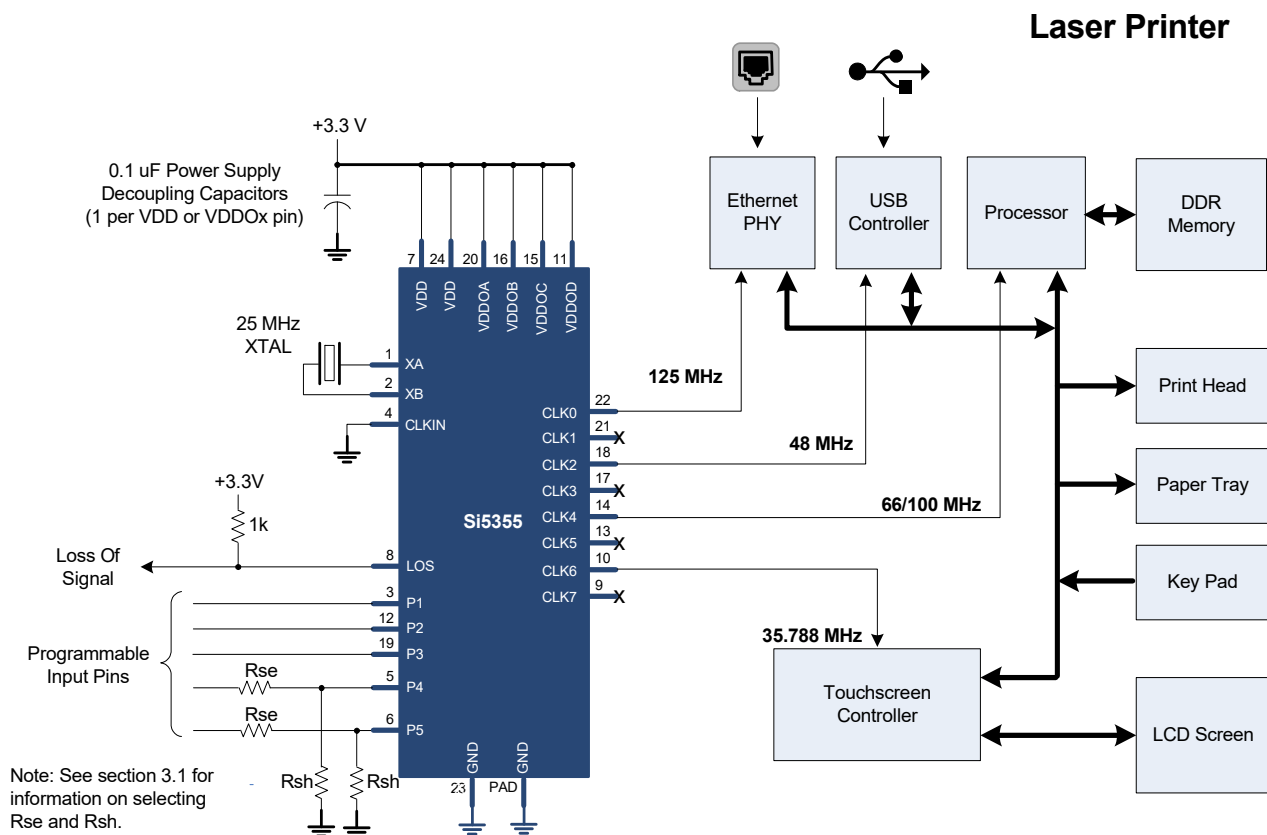 Laser Printer
+3.3 V
0.1 uF Power Supply
Decoupling Capacitors
(1 per VDD or VDDOx pin)
7
24
20
16
15
11
VDD
VDD
VDDOA
VDDOB
VDDOC
VDDOD
Ethernet
PHY
USB
Controller
Processor
DDR
Memory
25 MHz
XTAL
1
XA
2
XB
4
CLKIN
125 MHz
22
CLK0
21
CLK1
X
48 MHz
18
CLK2
17
CLK3
X
66/100 MHz
14
CLK4
13
CLK5
X
10
CLK6
9
CLK7
X
Si5355
Print Head
Paper Tray
Key Pad
+3.3V
1k
Loss Of
Signal
8
LOS
3
P1
12
P2
19
P3
Programmable
Input Pins
Rse
5
P4
Rse
6
P5
35.788 MHz
Touchscreen
Controller
LCD Screen
GND
GND
23
PAD
Rsh
Rsh
Note: See section 3.1 for
information on selecting
Rse and Rsh.